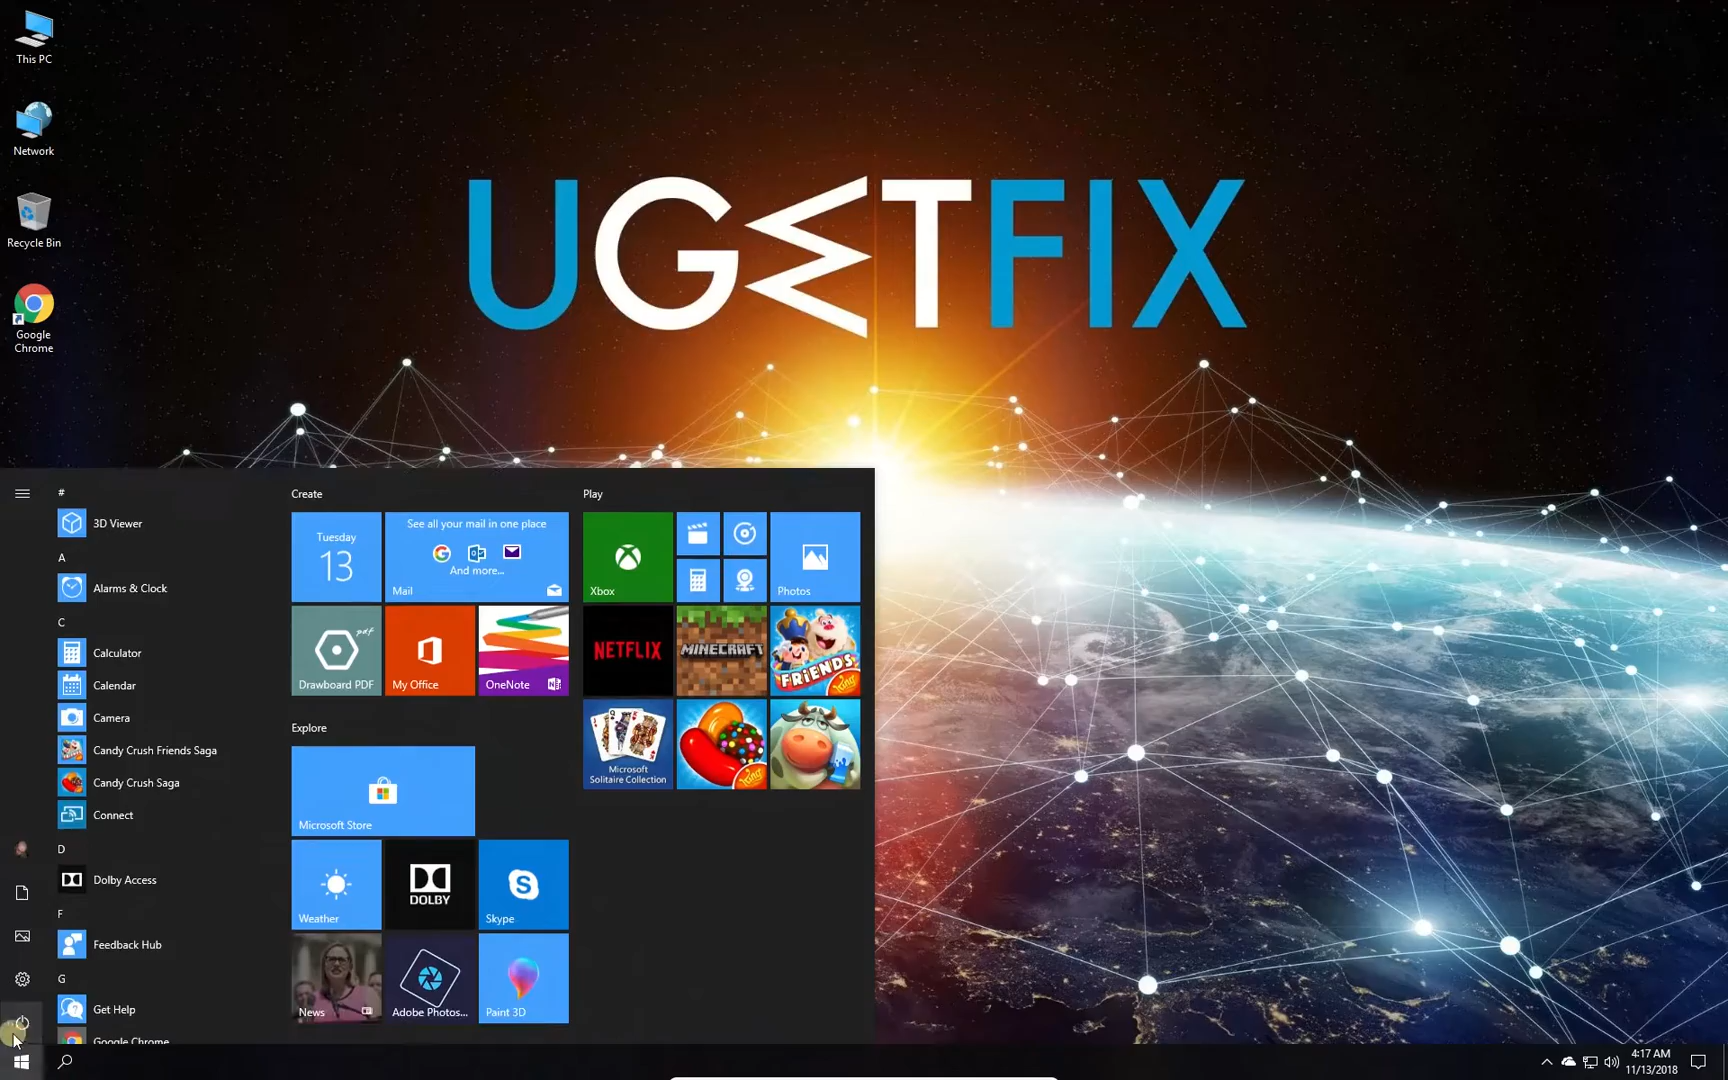 This PC
Network
Recycle Bin
Google
Chrome
UGETFIX
#
3D Viewer
A
Alarms & Clock
C
Calculator
Calendar
Camera
Candy Crush Friends Saga
Candy Crush Saga
Connect
D
Dolby Access
F
Feedback Hub
G
Get Help
Google Chrome
Create
Tuesday
13
See all your mail in one place
And more...
Mail
Drawboard PDF
My Office
OneNote
Explore
Microsoft Store
Weather
DOLBY
Skype
News
Adobe Photos...
Paint 3D
Play
Xbox
Photos
NETFLIX
MINECRAFT
FRIENDS
King
Microsoft
Solitaire Collection
King
4:17 AM
11/13/2018